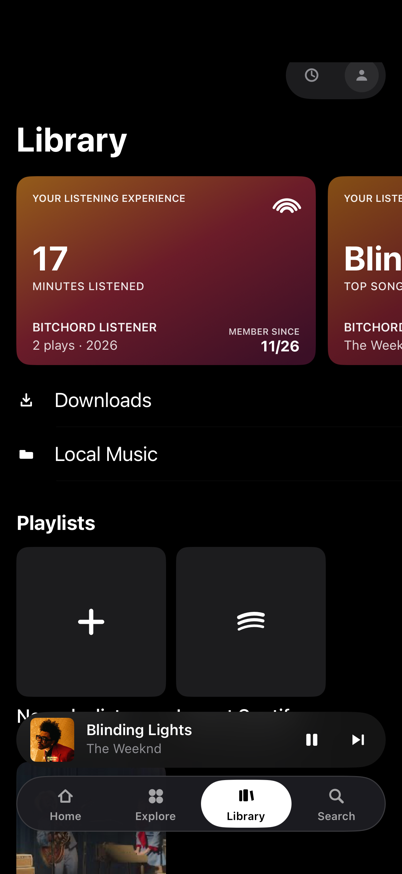 Library
YOUR LISTENING EXPERIENCE
17
MINUTES LISTENED
BITCHORD LISTENER
2 plays · 2026
MEMBER SINCE
11/26
YOUR LISTE
Blin
TOP SONG
BITCHORD
The Week
Downloads
Local Music
Playlists
Blinding Lights
The Weeknd
Home
Explore
Library
Search